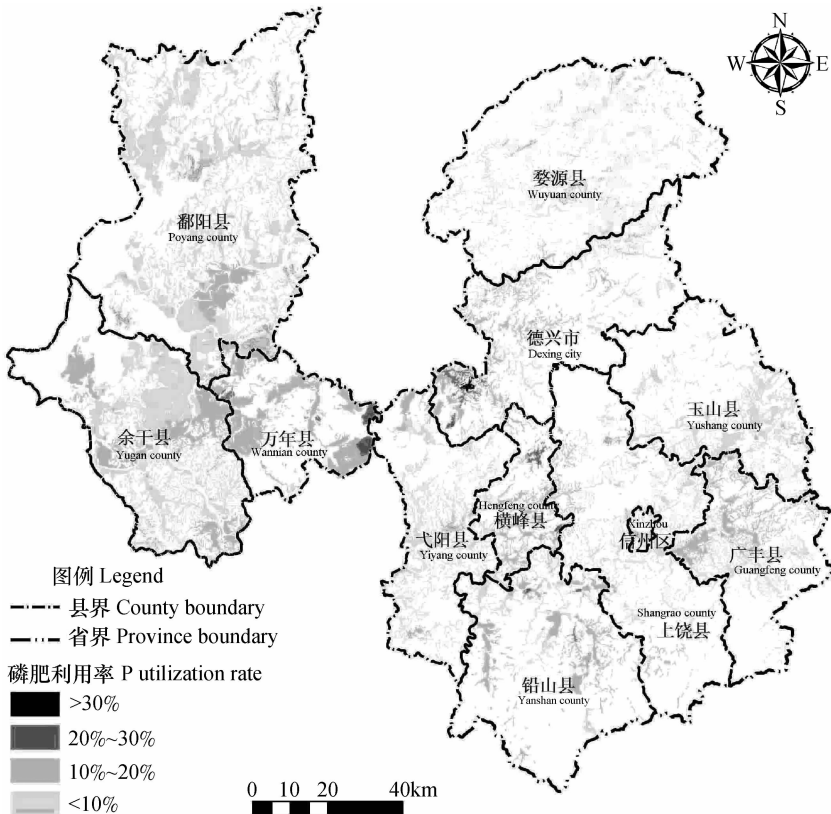 N
W E
S
婺源县
Wuyuan county
鄱阳县
Poyang county
德兴市
Dexing city
玉山县
Yushang county
余干县
Yugan county
万年县
Wannian county
Hengfeng county
横峰县
Xinzhou
信州区
弋阳县
Yiyang county
广丰县
Guangfeng county
Shangrao county
上饶县
铅山县
Yanshan county
图例 Legend
县界 County boundary
省界 Province boundary
磷肥利用率 P utilization rate
>30%
20%~30%
10%~20%
<10%
0 10 20 40km